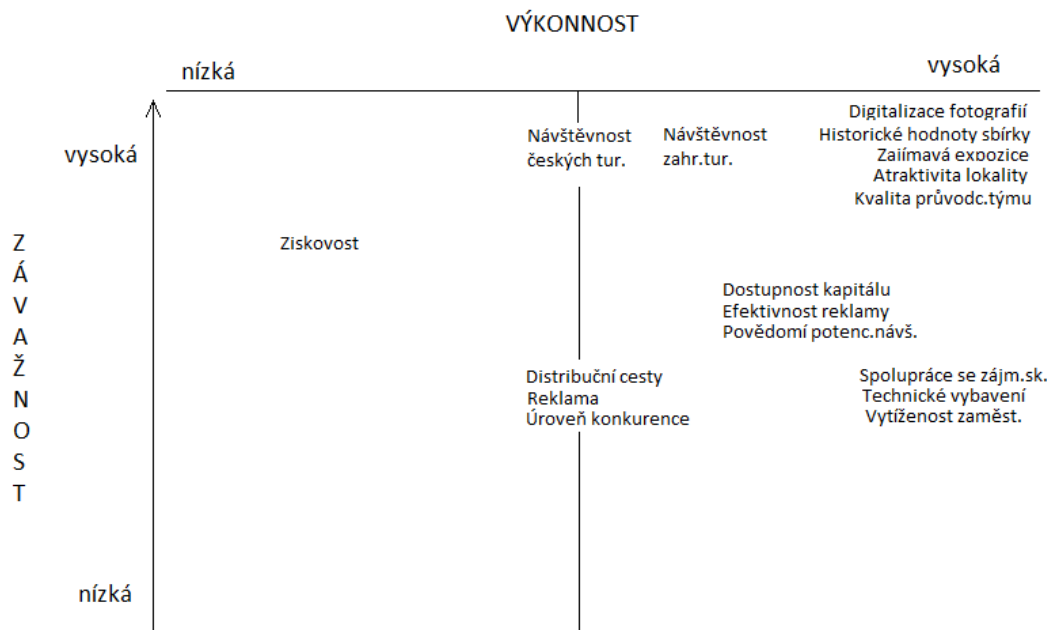 VÝKONNOST
nízká
vysoká
vysoká
Návštěvnost
českých tur.
Návštěvnost
zahr.tur.
Digitalizace fotografií
Historické hodnoty sbírky
Zajímavá expozice
Atraktivita lokality
Kvalita průvodc.týmu
Ziskovost
Dostupnost kapitálu
Efektivnost reklamy
Povědomí potenc.návš.
Distribuční cesty
Reklama
Úroveň konkurence
Spolupráce se zájm.sk.
Technické vybavení
Vytíženost zaměst.
Z
Á
V
A
Ž
N
O
S
T
nízká